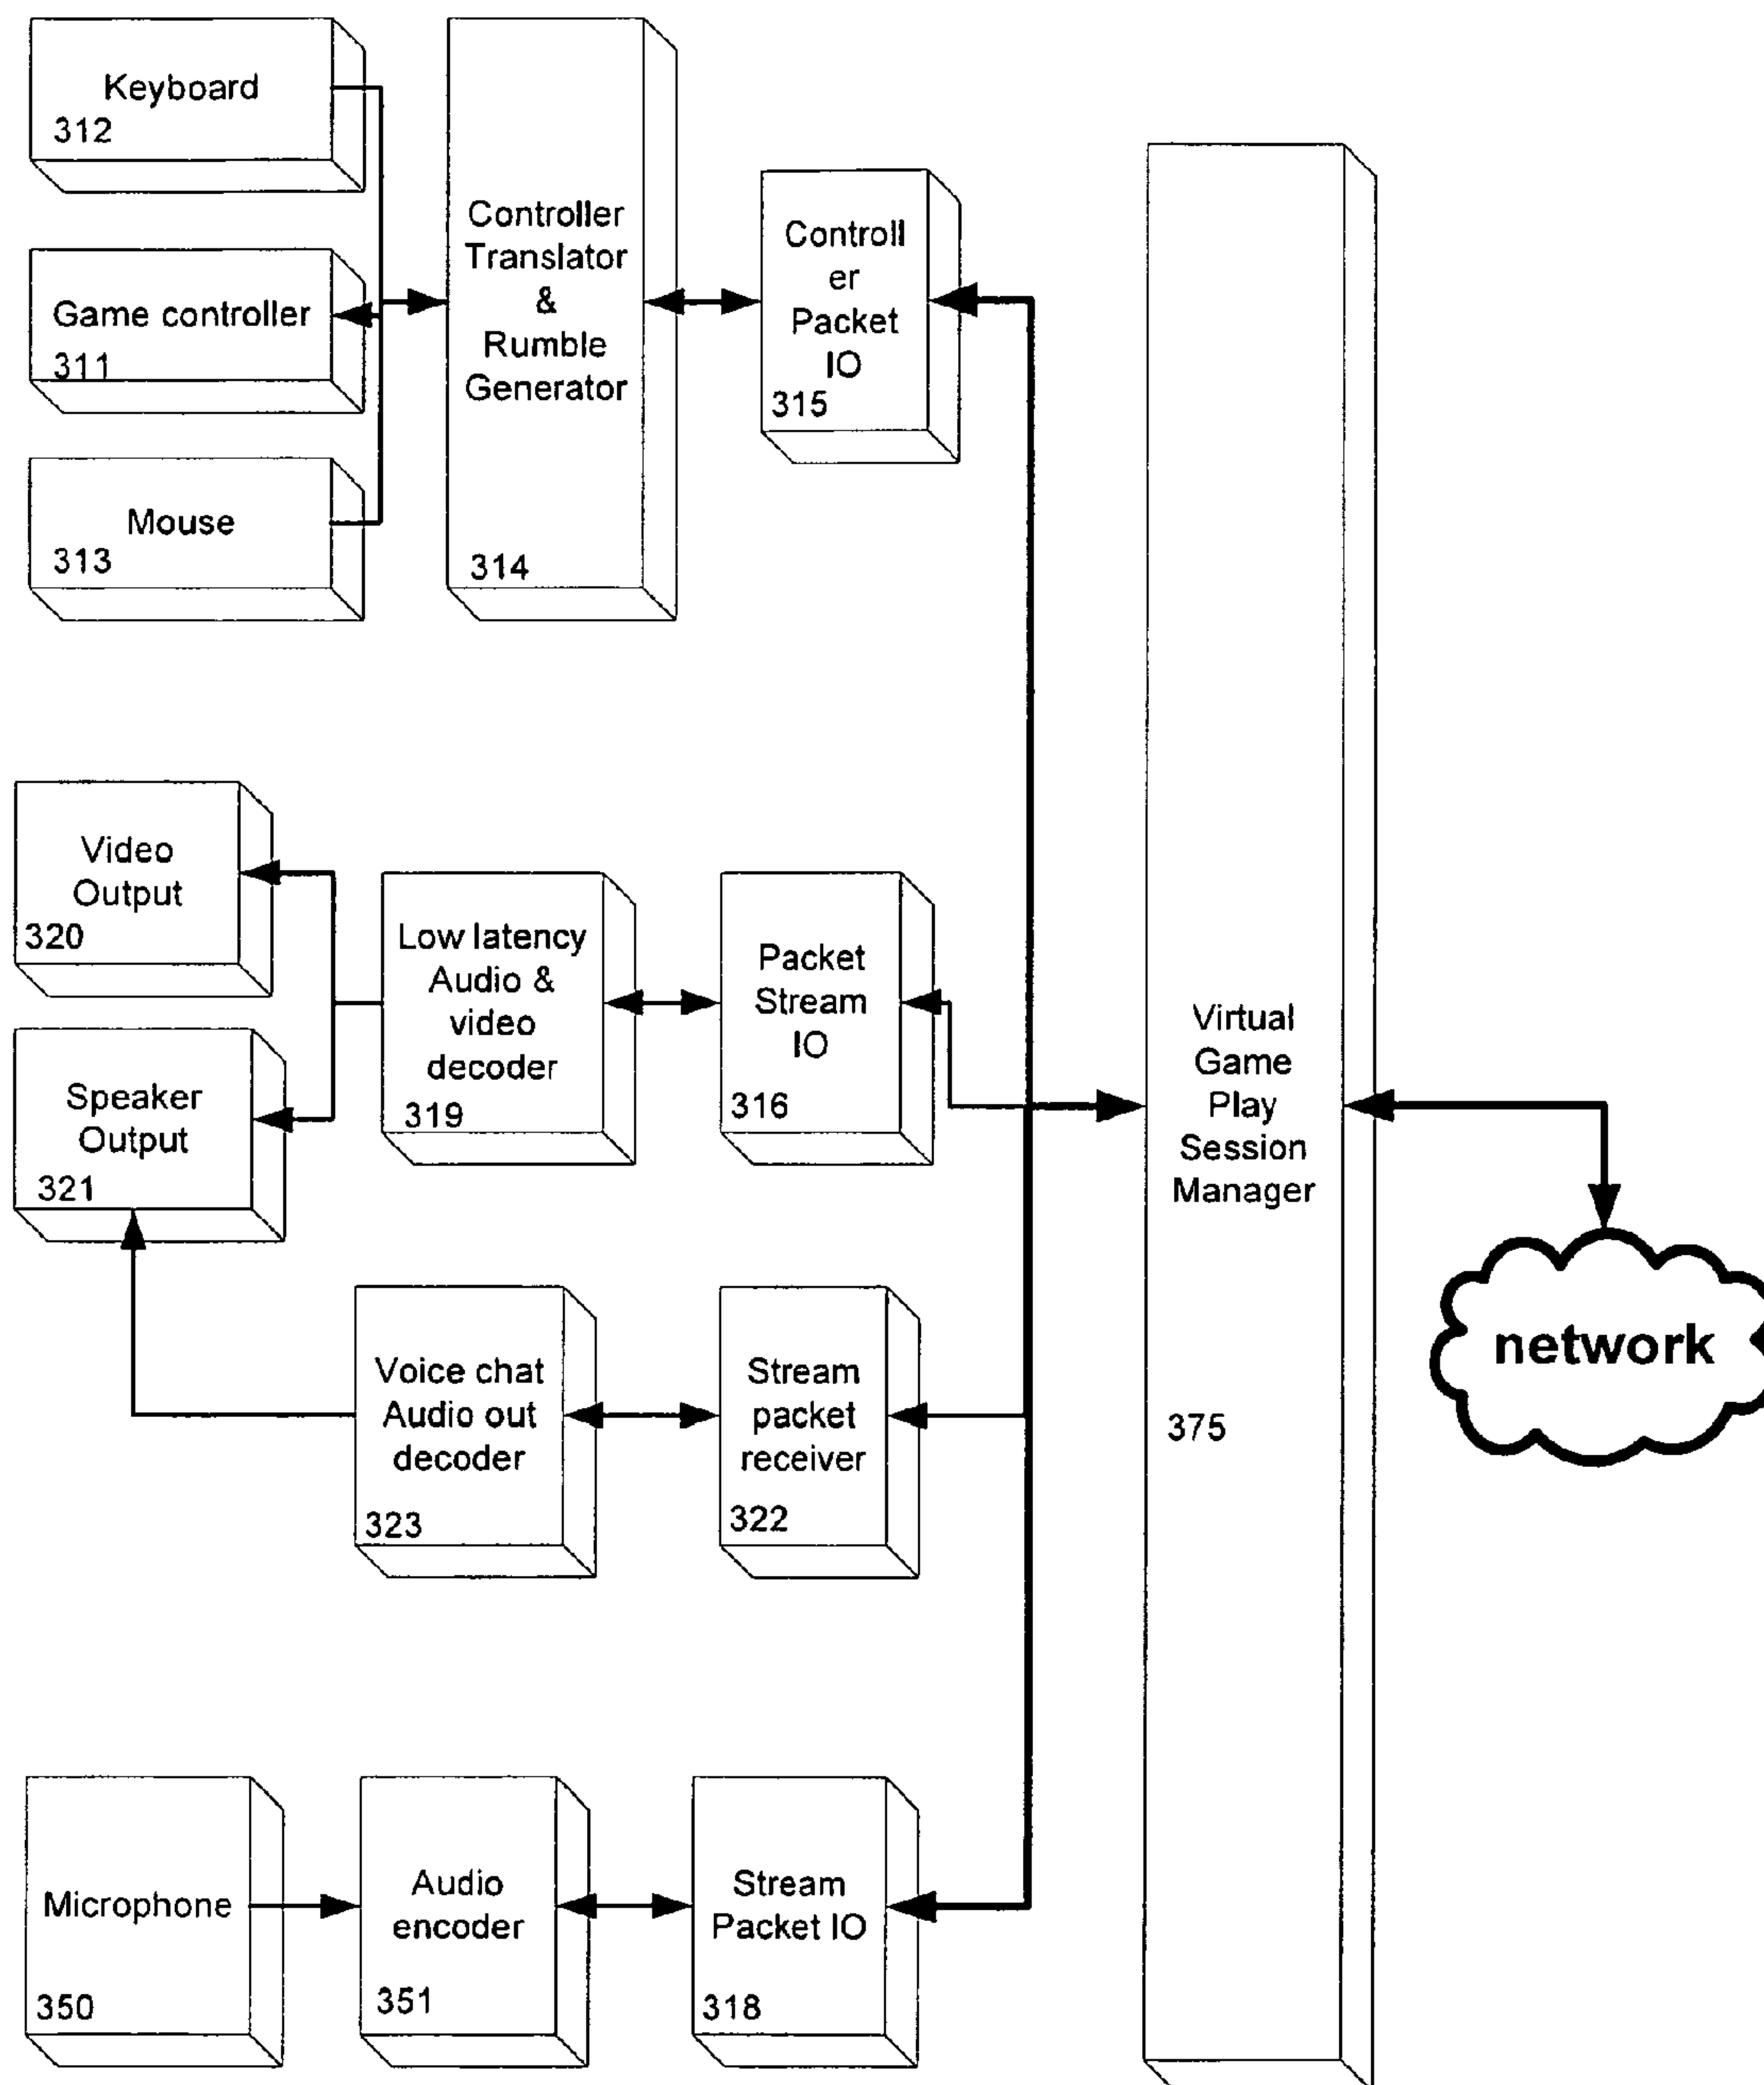 Keyboard
312
Game controller
311
Mouse
313
Controller
Translator
&
Rumble
Generator
314
Controll
er
Packet
IO
315
Video
Output
320
Speaker
Output
321
Low latency
Audio &
video
decoder
319
Packet
Stream
IO
316
Voice chat
Audio out
decoder
323
Stream
packet
receiver
322
Microphone
350
Audio
encoder
351
Stream
Packet IO
318
Virtual
Game
Play
Session
Manager
375
network